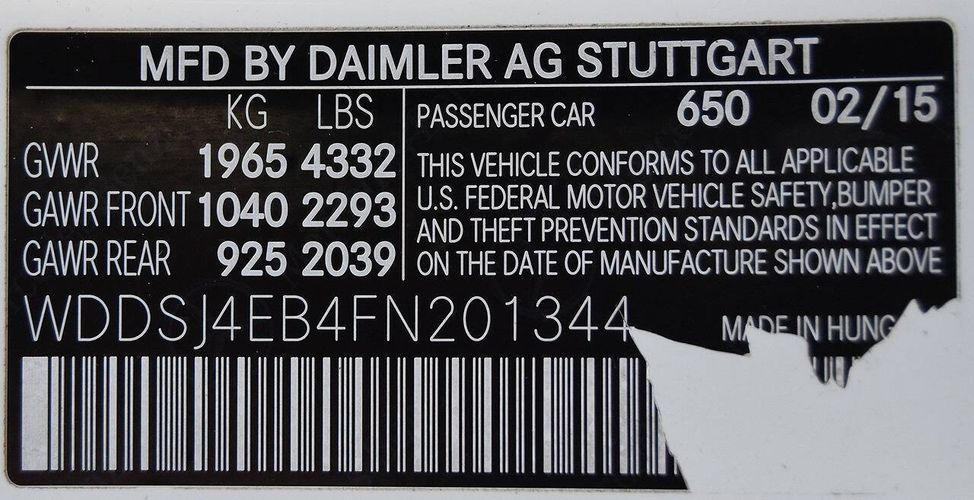 MFD BY DAIMLER AG STUTTGART
KG LBS
GVWR 1965 4332
GAWR FRONT 1040 2293
GAWR REAR 925 2039
PASSENGER CAR 650 02/15
THIS VEHICLE CONFORMS TO ALL APPLICABLE
U.S. FEDERAL MOTOR VEHICLE SAFETY,BUMPER
AND THEFT PREVENTION STANDARDS IN EFFECT
ON THE DATE OF MANUFACTURE SHOWN ABOVE
WDDSJ4EB4FN201344
MADE IN